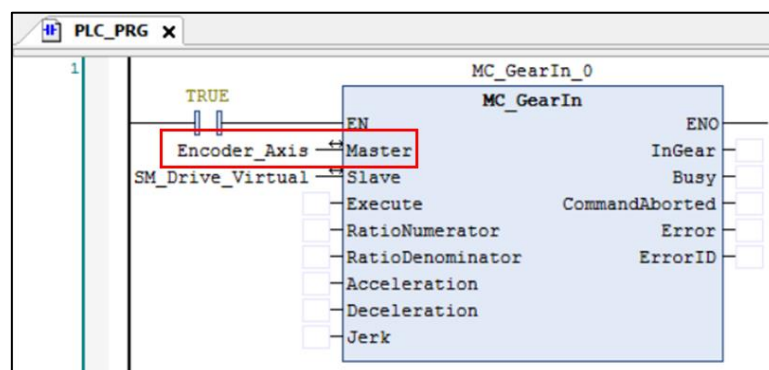 PLC_PRG
1
MC_GearIn_0
TRUE
MC_GearIn
EN ENO
Encoder_Axis Master InGear
SM_Drive_Virtual Slave Busy
Execute CommandAborted
RatioNumerator Error
RatioDenominator ErrorID
Acceleration
Deceleration
Jerk